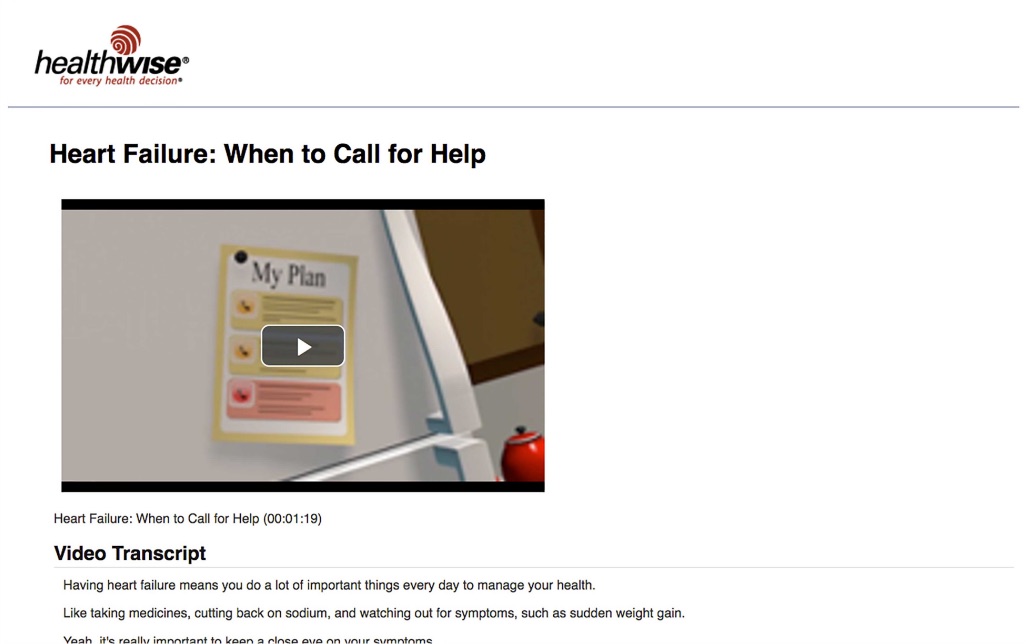 healthwise®
for every health decision®
Heart Failure: When to Call for Help
My Plan
Heart Failure: When to Call for Help (00:01:19)
Video Transcript
Having heart failure means you do a lot of important things every day to manage your health.
Like taking medicines, cutting back on sodium, and watching out for symptoms, such as sudden weight gain.
Yeah, it's really important to keep a close eye on your symptoms.